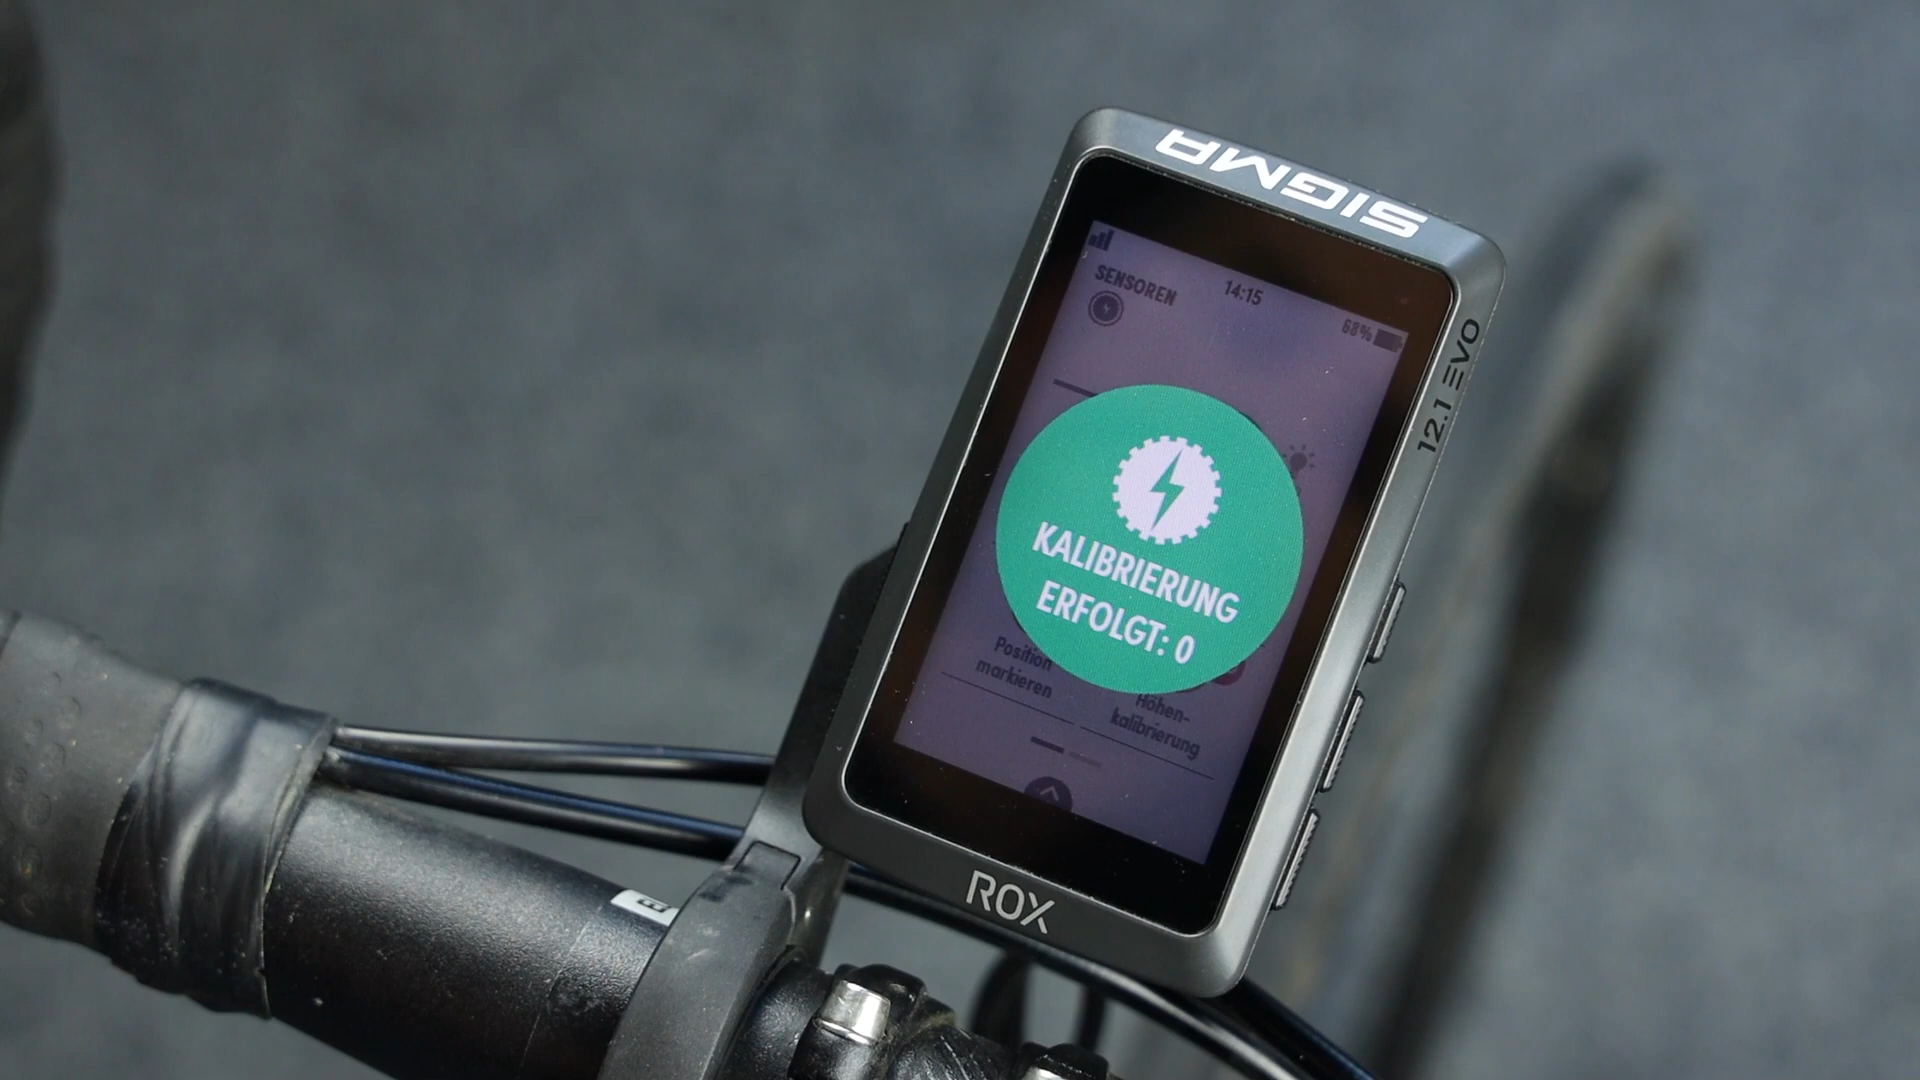 SIGMA
14:15
SENSOREN
68%
12.1 EVO
KALIBRIERUNG
ERFOLGT: 0
Position
markieren
Höhen-
kalibrierung
ROX